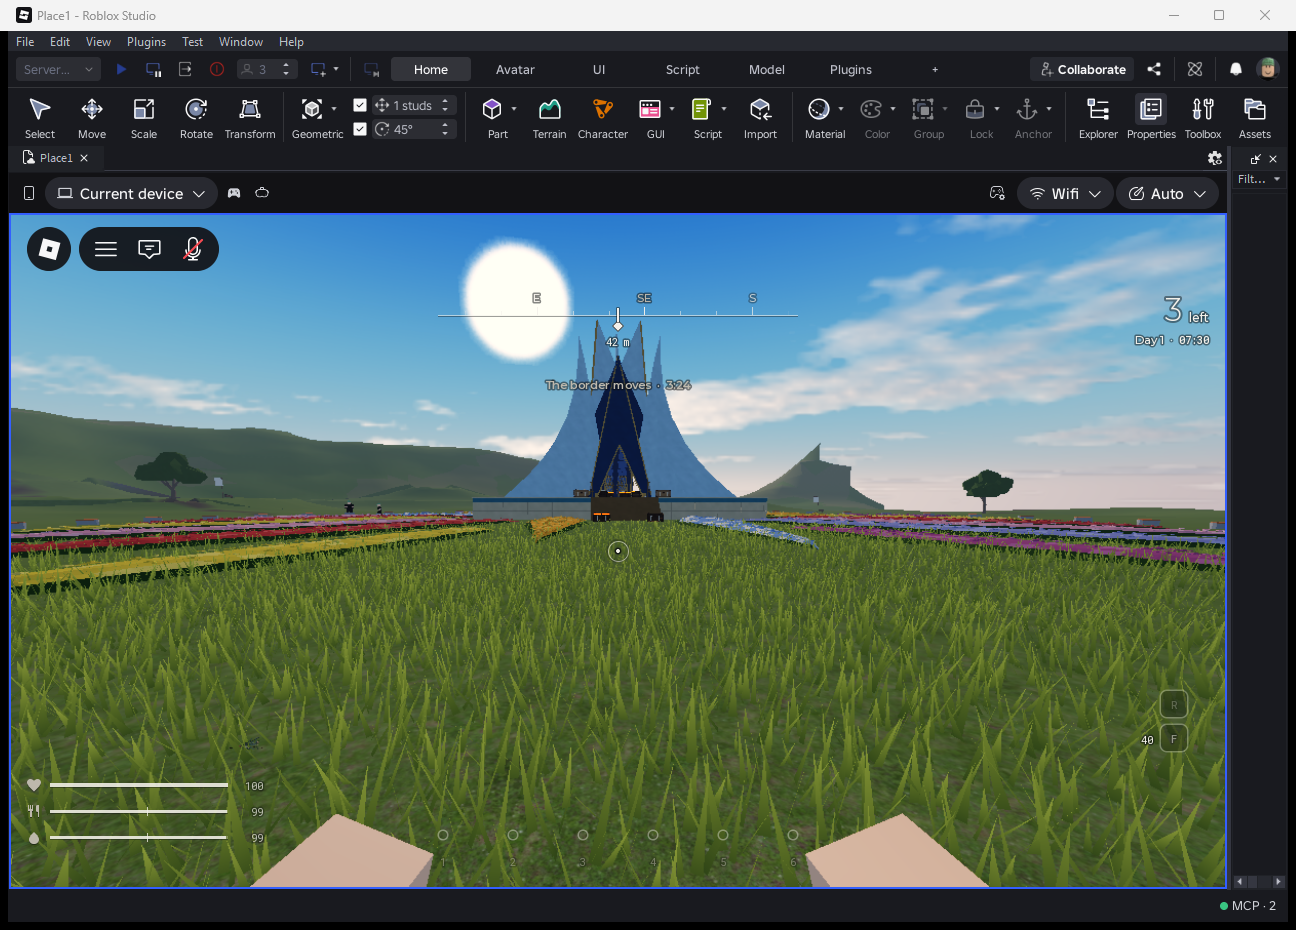 Place1 - Roblox Studio
File Edit View Plugins Test Window Help
Server... 3 Home Avatar UI Script Model Plugins + Collaborate
1 studs
45°
Select Move Scale Rotate Transform Geometric Part Terrain Character GUI Script Import Material Color Group Lock Anchor Explorer Properties Toolbox Assets
Place1
Filt...
Current device Wifi Auto
E SE S
3 left
42 m
Day 1 · 07:30
The border moves · 3:24
R
40 F
100
99
99
1 2 3 4 5 6
MCP · 2